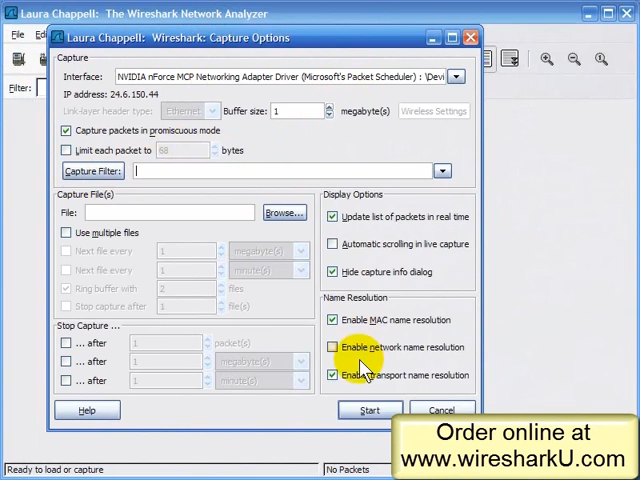 Laura Chappell: The Wireshark Network Analyzer
File
Filter:
Laura Chappell: Wireshark: Capture Options
Capture
Interface: NVIDIA nForce MCP Networking Adapter Driver (Microsoft's Packet Scheduler) : \Devi
IP address: 24.6.150.44
Link-layer header type: Ethernet Buffer size: 1 megabyte(s) Wireless Settings
Capture packets in promiscuous mode
Limit each packet to 68 bytes
Capture Filter:
Capture File(s)
File: Browse...
Use multiple files
Next file every 1 megabyte(s)
Next file every 1 minute(s)
Ring buffer with 2 files
Stop capture after 1 file(s)
Stop Capture ...
... after 1 packet(s)
... after 1 megabyte(s)
... after 1 minute(s)
Display Options
Update list of packets in real time
Automatic scrolling in live capture
Hide capture info dialog
Name Resolution
Enable MAC name resolution
Enable network name resolution
Enable transport name resolution
Help Start Cancel
Order online at
www.wiresharkU.com.
Ready to load or capture No Packets